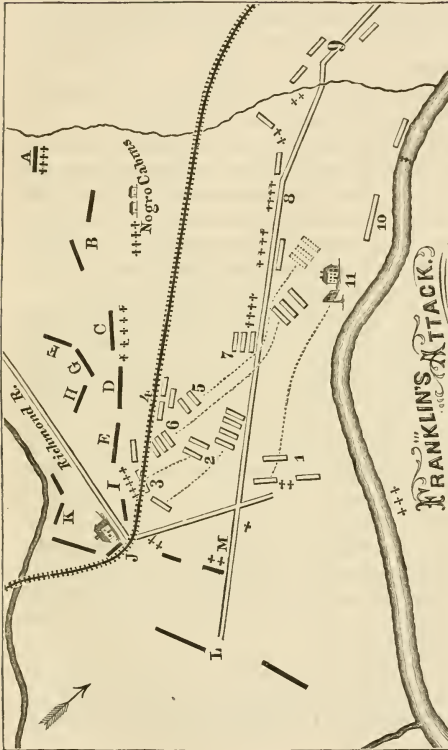 A
Negro Cabins
B
C
F
G
H
D
E
I
Richmond R.
K
J
M
L
9
8
7
4
5
6
3
2
1
10
11
FRANKLIN'S ATTACK.